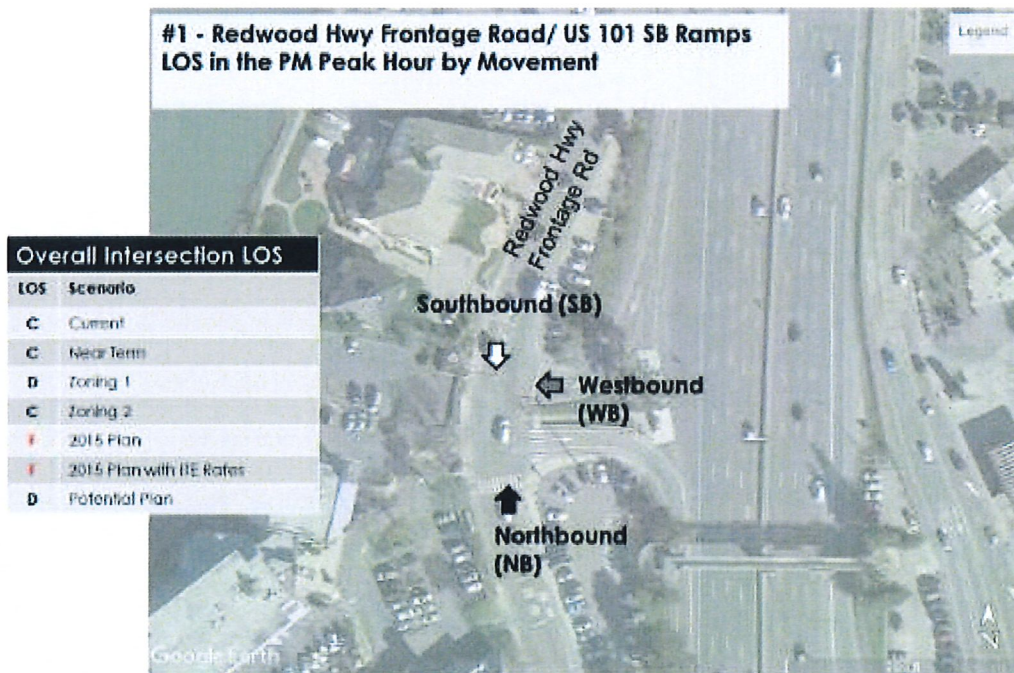 #1 - Redwood Hwy Frontage Road/ US 101 SB Ramps
LOS in the PM Peak Hour by Movement
Legend
Redwood Hwy
Frontage Rd
Overall Intersection LOS
LOS Scenario
C Current
C Near Term
D Zoning 1
C Zoning 2
F 2015 Plan
F 2015 Plan with ITE Rates
D Potential Plan
Southbound (SB)
Westbound
(WB)
Northbound
(NB)
Google Earth
N